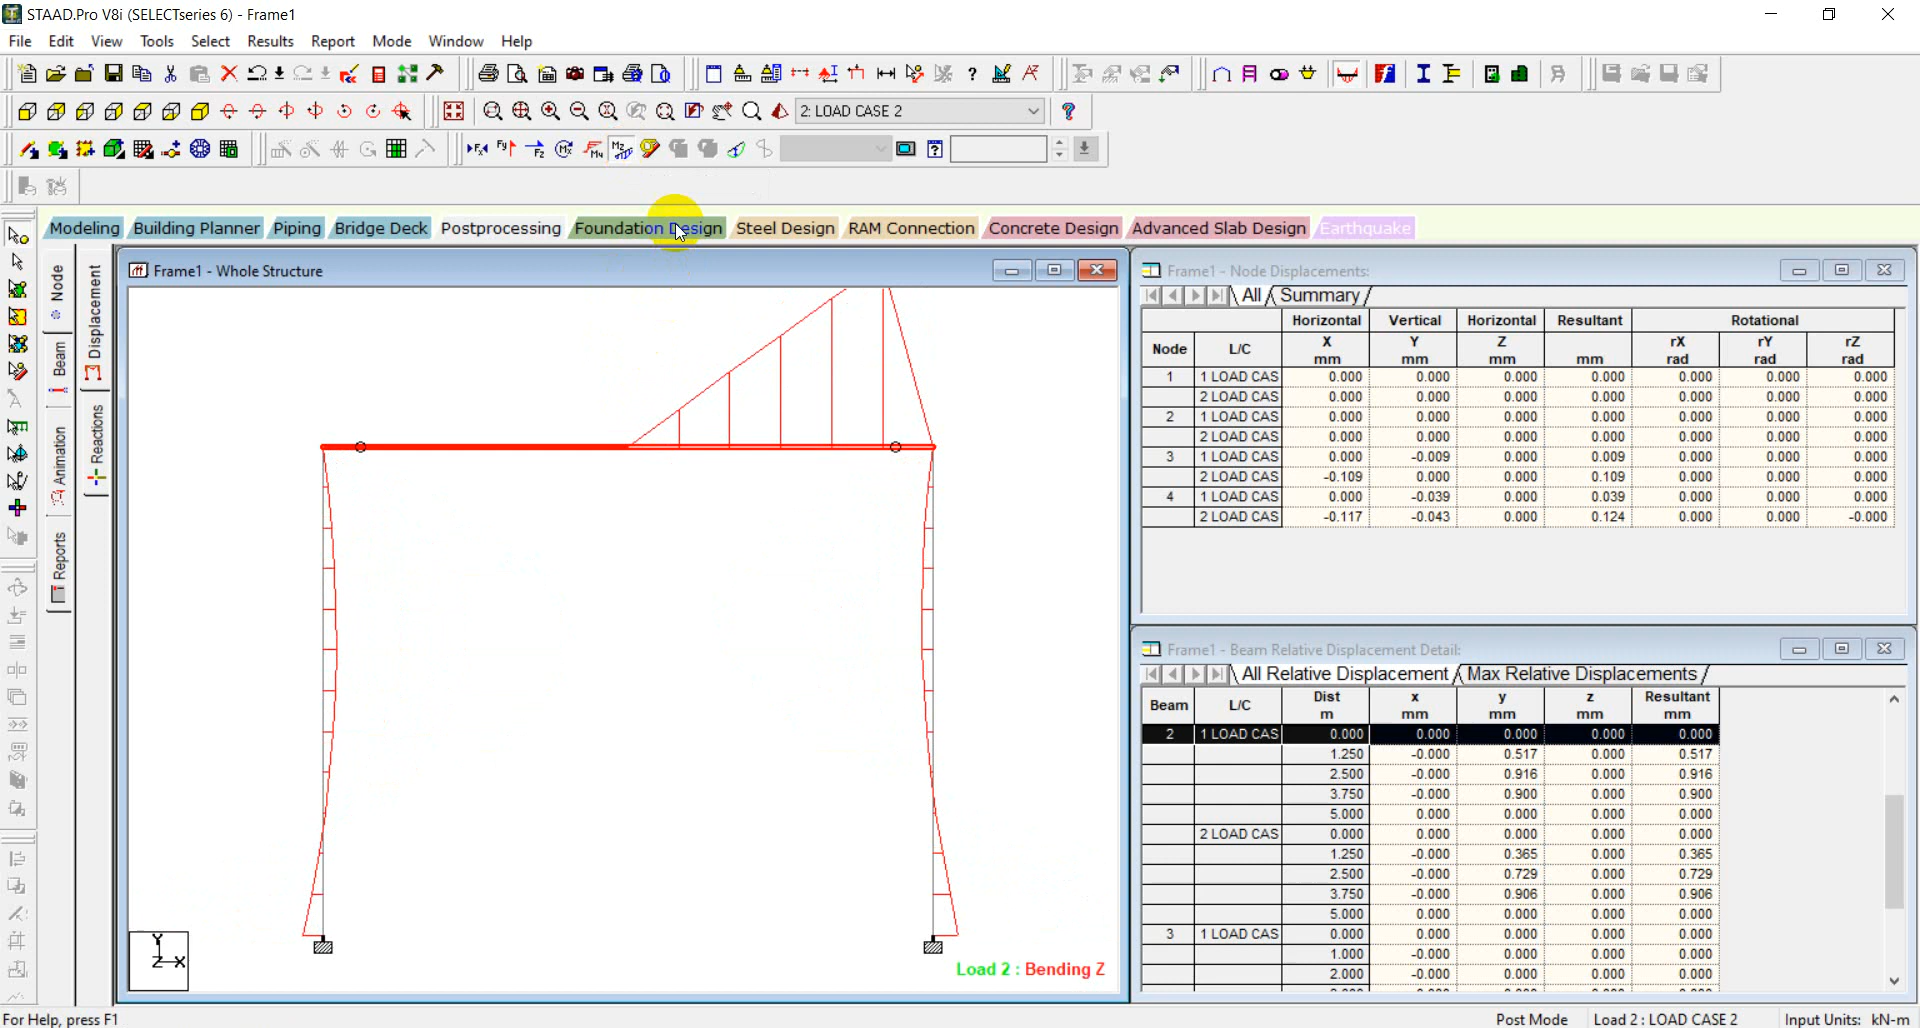 STAAD.Pro V8i (SELECTseries 6) - Frame1
File Edit View Tools Select Results Report Mode Window Help
2: LOAD CASE 2
Modeling Building Planner Piping Bridge Deck Postprocessing Foundation Design Steel Design RAM Connection Concrete Design Advanced Slab Design Earthquake
Node
Beam
Animation
Reports
Displacement
Reactions
Frame1 - Whole Structure
Load 2 : Bending Z
Y
Z X
Frame1 - Node Displacements:
All Summary
Horizontal Vertical Horizontal Resultant Rotational
Node L/C X mm Y mm Z mm mm rX rad rY rad rZ rad
1 1 LOAD CAS 0.000 0.000 0.000 0.000 0.000 0.000 0.000
2 LOAD CAS 0.000 0.000 0.000 0.000 0.000 0.000 0.000
2 1 LOAD CAS 0.000 0.000 0.000 0.000 0.000 0.000 0.000
2 LOAD CAS 0.000 0.000 0.000 0.000 0.000 0.000 0.000
3 1 LOAD CAS 0.000 -0.009 0.000 0.009 0.000 0.000 0.000
2 LOAD CAS -0.109 0.000 0.000 0.109 0.000 0.000 0.000
4 1 LOAD CAS 0.000 -0.039 0.000 0.039 0.000 0.000 0.000
2 LOAD CAS -0.117 -0.043 0.000 0.124 0.000 0.000 -0.000
Frame1 - Beam Relative Displacement Detail:
All Relative Displacement Max Relative Displacements
Beam L/C Dist m x mm y mm z mm Resultant mm
2 1 LOAD CAS 0.000 0.000 0.000 0.000 0.000
1.250 -0.000 0.517 0.000 0.517
2.500 -0.000 0.916 0.000 0.916
3.750 -0.000 0.900 0.000 0.900
5.000 0.000 0.000 0.000 0.000
2 LOAD CAS 0.000 0.000 0.000 0.000 0.000
1.250 -0.000 0.365 0.000 0.365
2.500 -0.000 0.729 0.000 0.729
3.750 -0.000 0.906 0.000 0.906
5.000 0.000 0.000 0.000 0.000
3 1 LOAD CAS 0.000 0.000 0.000 0.000 0.000
1.000 -0.000 0.000 0.000 0.000
2.000 -0.000 0.000 0.000 0.000
For Help, press F1
Post Mode Load 2 : LOAD CASE 2 Input Units: kN-m